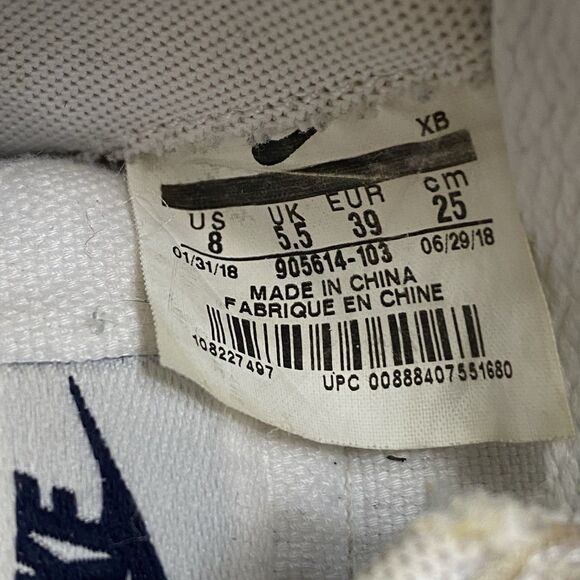 XB
US UK EUR cm
8 5.5 39 25
01/31/18 905614-103 06/29/18
MADE IN CHINA
FABRIQUE EN CHINE
108227497
UPC 00888407551680
KE